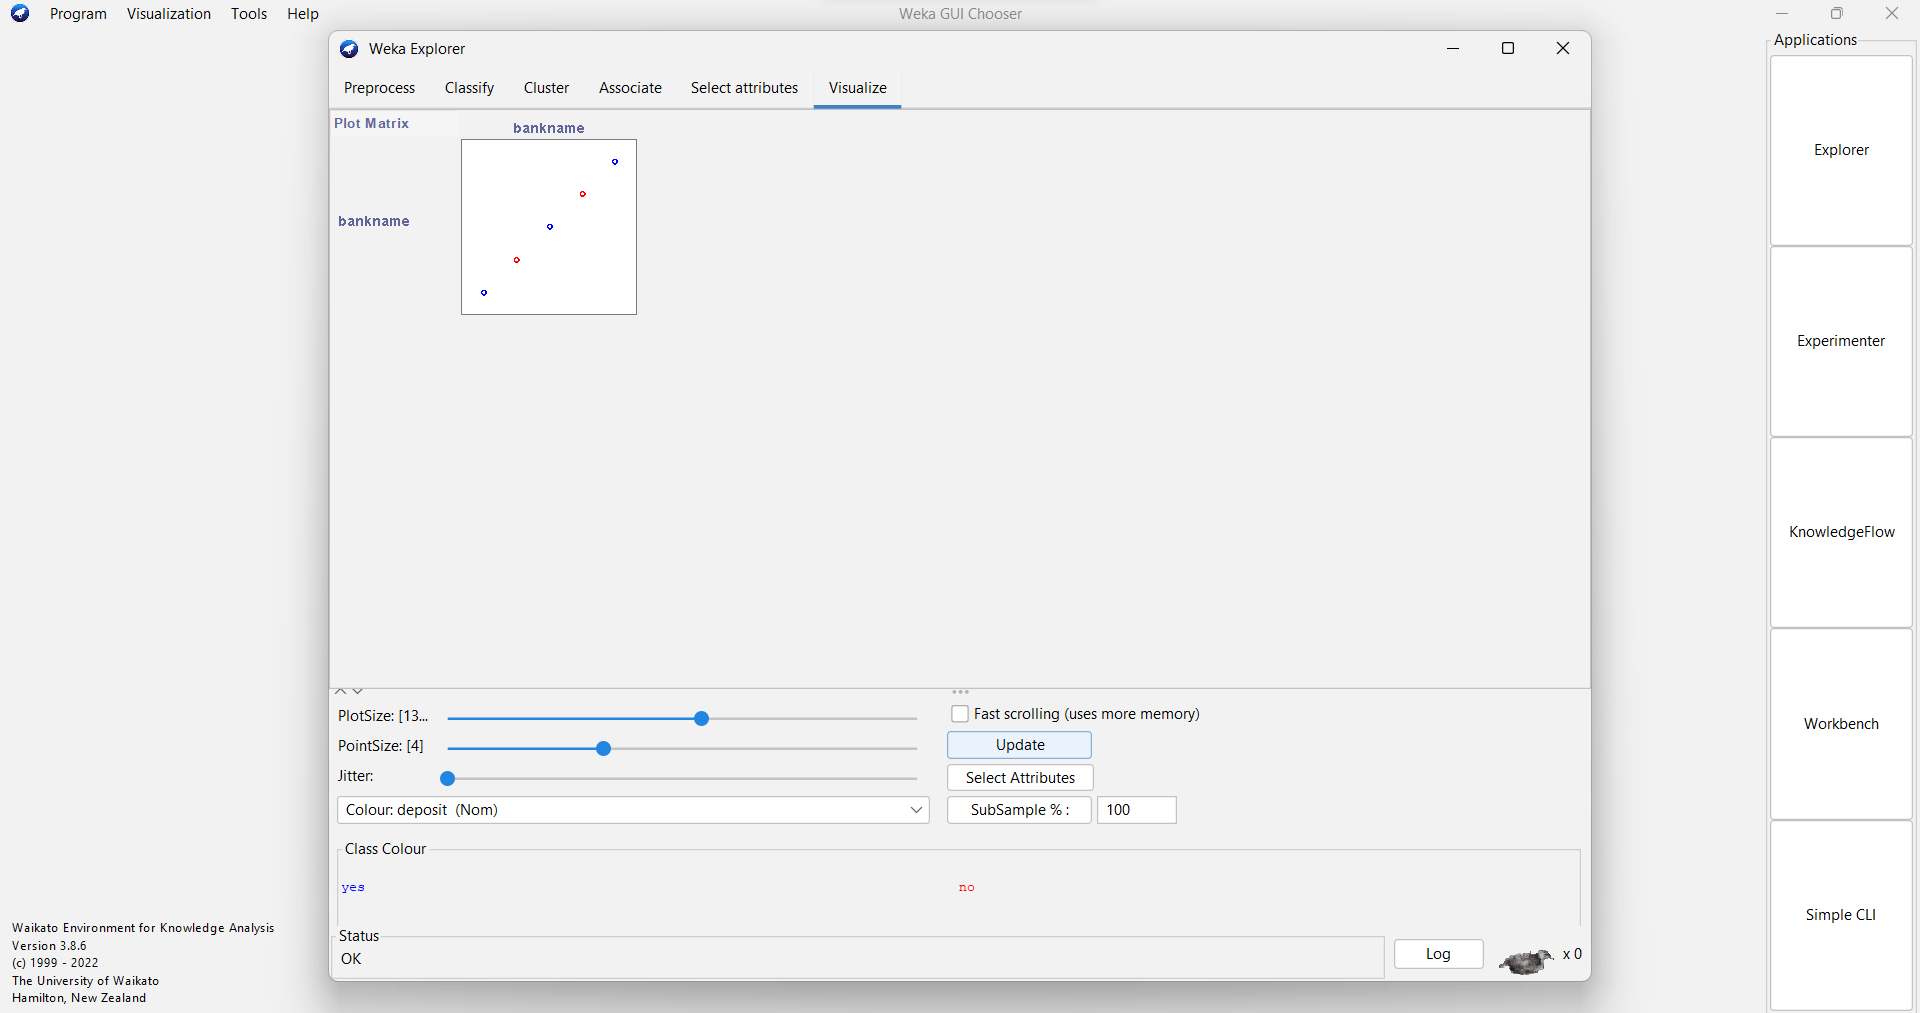 Program Visualization Tools Help
Weka GUI Chooser
Applications
Weka Explorer
Preprocess Classify Cluster Associate Select attributes Visualize
Plot Matrix
bankname
bankname
Explorer
Experimenter
KnowledgeFlow
Workbench
Simple CLI
PlotSize: [13...
Fast scrolling (uses more memory)
PointSize: [4]
Update
Jitter:
Select Attributes
Colour: deposit (Nom)
SubSample % :
100
Class Colour
yes
no
Status
OK
Log
x 0
Waikato Environment for Knowledge Analysis
Version 3.8.6
(c) 1999 - 2022
The University of Waikato
Hamilton, New Zealand